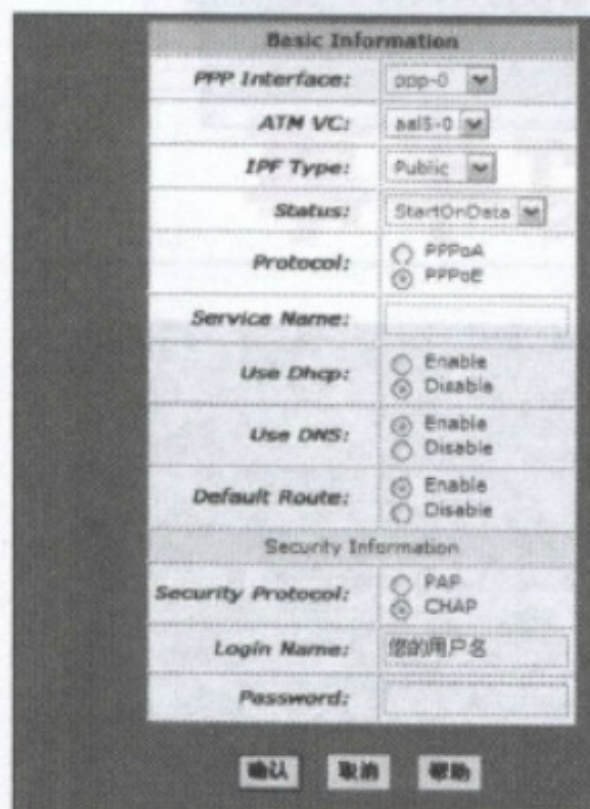 Basic Information
PPP Interface: ppp-0
ATM VC: aal5-0
IPF Type: Public
Status: StartOnData
Protocol: PPPoA
PPPoE
Service Name:
Use Dhcp: Enable
Disable
Use DNS: Enable
Disable
Default Route: Enable
Disable
Security Information
Security Protocol: PAP
CHAP
Login Name: 您的用户名
Password:
确认 取消 帮助